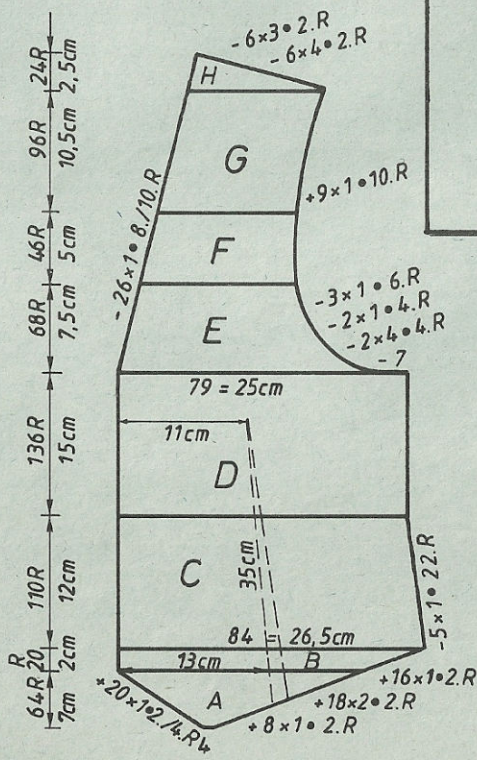 - 6×3•2.R
- 6×4•2.R
24R
2,5cm
H
96R
10,5cm
G
+9×1•10.R
- 26×1•8./10.R
46R
5cm
F
68R
7,5cm
E
-3×1•6.R
-2×1•4.R
-2×4•4.R
- 7
79 = 25cm
11cm
136R
15cm
D
110R
12cm
C
35cm
-5×1•22.R
84 = 26,5cm
R
20
2cm
13cm
B
+16×1•2.R
64R
7cm
A
+18×2•2.R
+20×1•2./4.R4
+8×1•2.R